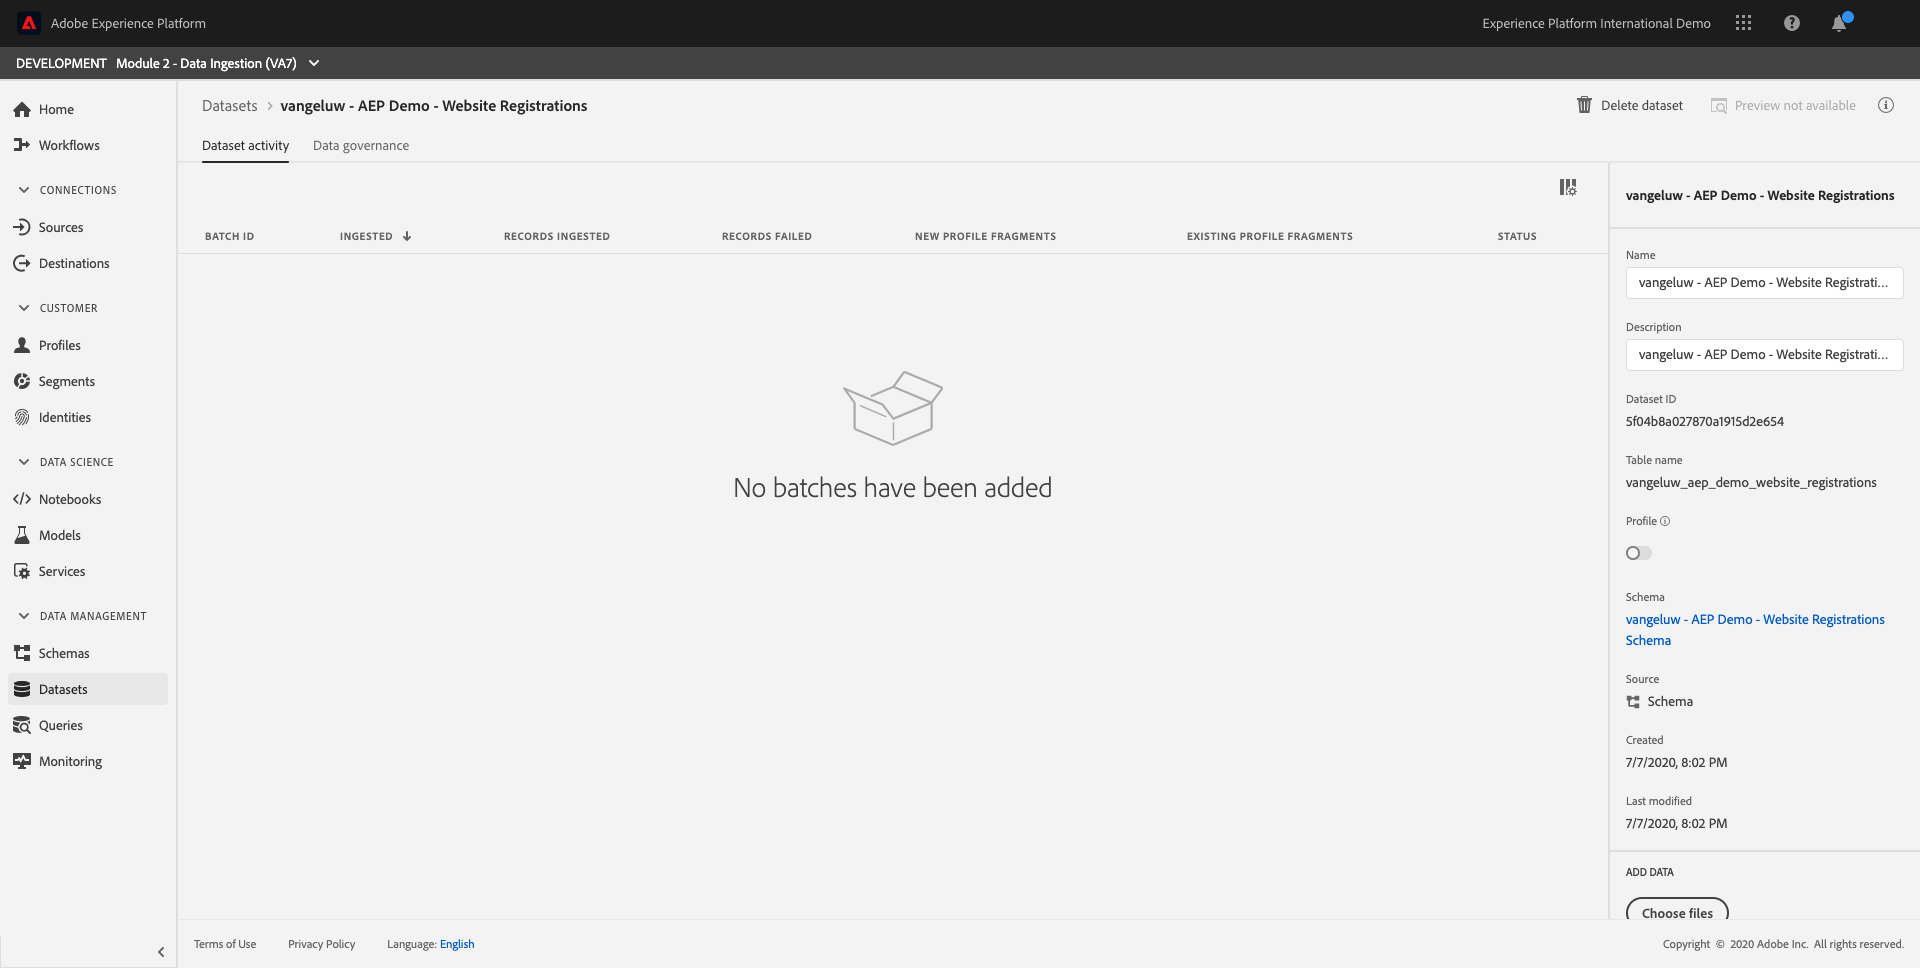 Adobe Experience Platform
Experience Platform International Demo
DEVELOPMENT Module 2 - Data Ingestion (VA7)
Home
Workflows
CONNECTIONS
Sources
Destinations
CUSTOMER
Profiles
Segments
Identities
DATA SCIENCE
Notebooks
Models
Services
DATA MANAGEMENT
Schemas
Datasets
Queries
Monitoring
Datasets > vangeluw - AEP Demo - Website Registrations
Delete dataset
Preview not available
Dataset activity
Data governance
BATCH ID INGESTED RECORDS INGESTED RECORDS FAILED NEW PROFILE FRAGMENTS EXISTING PROFILE FRAGMENTS STATUS
No batches have been added
vangeluw - AEP Demo - Website Registrations
Name
vangeluw - AEP Demo - Website Registrati...
Description
vangeluw - AEP Demo - Website Registrati...
Dataset ID
5f04b8a027870a1915d2e654
Table name
vangeluw_aep_demo_website_registrations
Profile
Schema
vangeluw - AEP Demo - Website Registrations
Schema
Source
Schema
Created
7/7/2020, 8:02 PM
Last modified
7/7/2020, 8:02 PM
ADD DATA
Choose files
Terms of Use Privacy Policy Language: English
Copyright © 2020 Adobe Inc. All rights reserved.